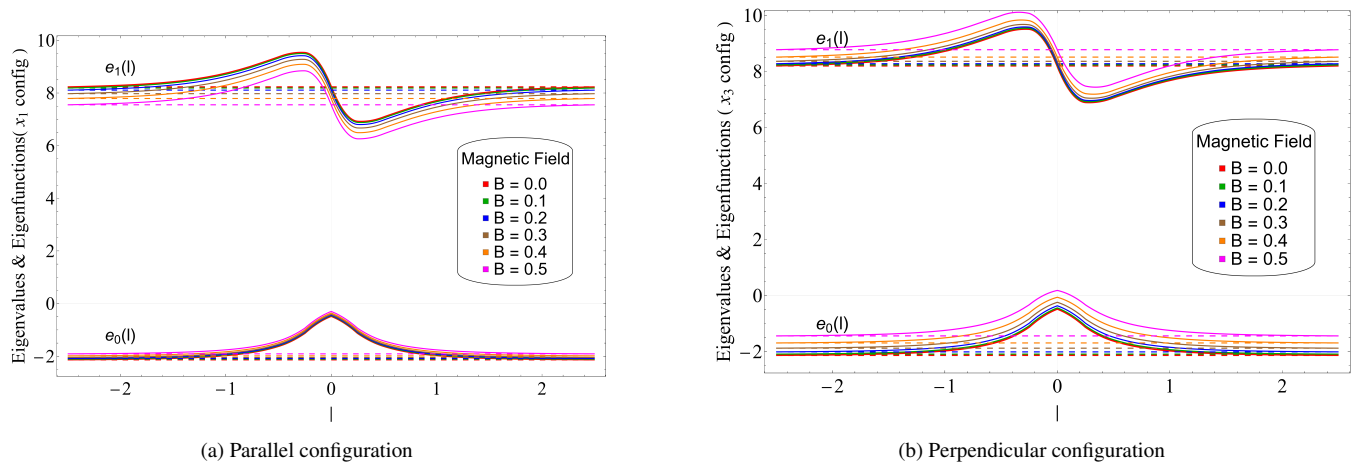 Eigenvalues & Eigenfunctions( x1 config)
10
8
6
4
2
0
−2
e1(l)
e0(l)
Magnetic Field
B = 0.0
B = 0.1
B = 0.2
B = 0.3
B = 0.4
B = 0.5
−2 −1 0 1 2
l
(a) Parallel configuration
Eigenvalues & Eigenfunctions ( x3 config)
10
8
6
4
2
0
−2
e1(l)
e0(l)
Magnetic Field
B = 0.0
B = 0.1
B = 0.2
B = 0.3
B = 0.4
B = 0.5
−2 −1 0 1 2
l
(b) Perpendicular configuration